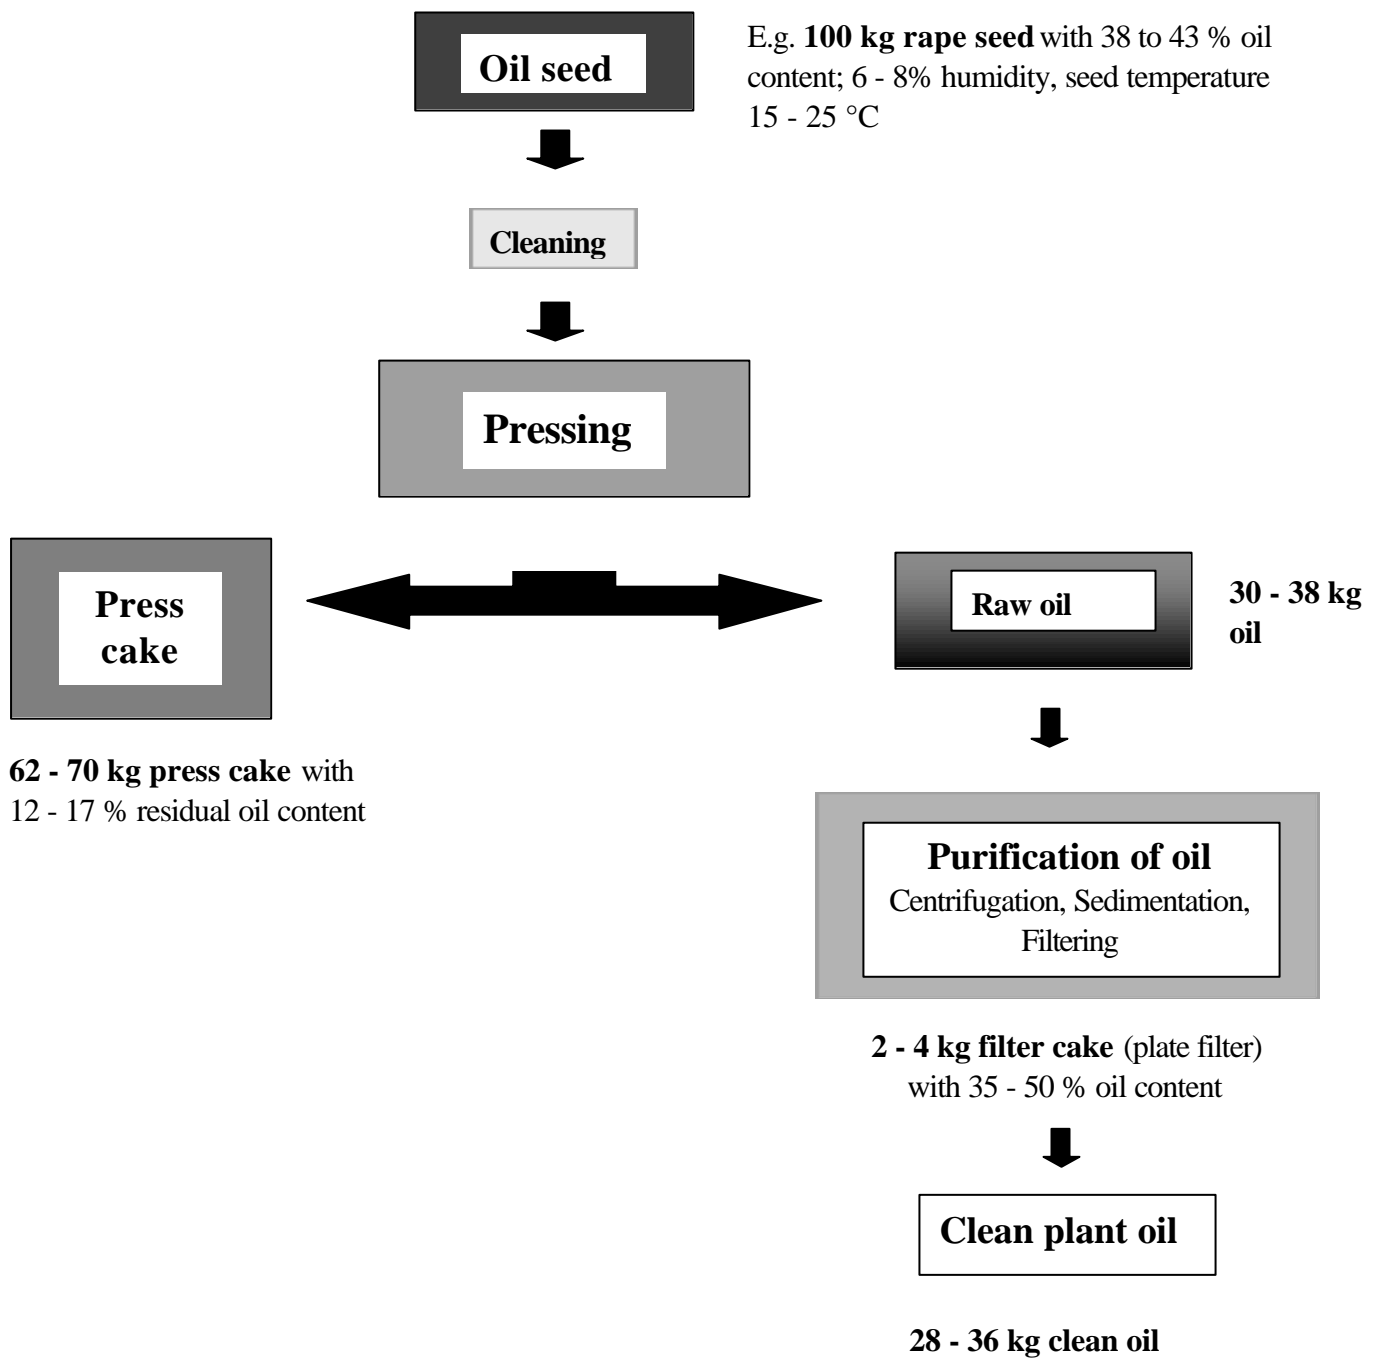 Oil seed
E.g. 100 kg rape seed with 38 to 43 % oil
content; 6 - 8% humidity, seed temperature
15 - 25 °C
Cleaning
Pressing
Press
cake
Raw oil
30 - 38 kg
oil
62 - 70 kg press cake with
12 - 17 % residual oil content
Purification of oil
Centrifugation, Sedimentation,
Filtering
2 - 4 kg filter cake (plate filter)
with 35 - 50 % oil content
Clean plant oil
28 - 36 kg clean oil